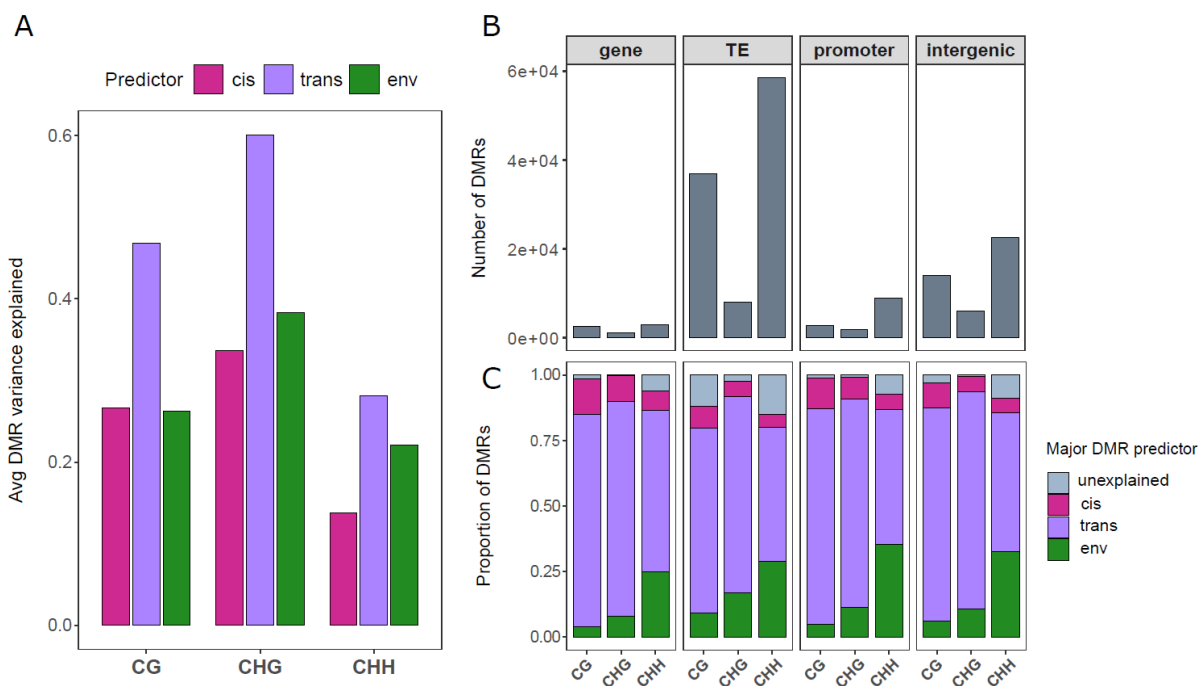 A
Predictor cis trans env
Avg DMR variance explained
0.6
0.4
0.2
0.0
CG CHG CHH
B
gene TE promoter intergenic
Number of DMRs
6e+04
4e+04
2e+04
0e+00
C
Proportion of DMRs
1.00
0.75
0.50
0.25
0.00
CG CHG CHH CG CHG CHH CG CHG CHH CG CHG CHH
Major DMR predictor
unexplained
cis
trans
env